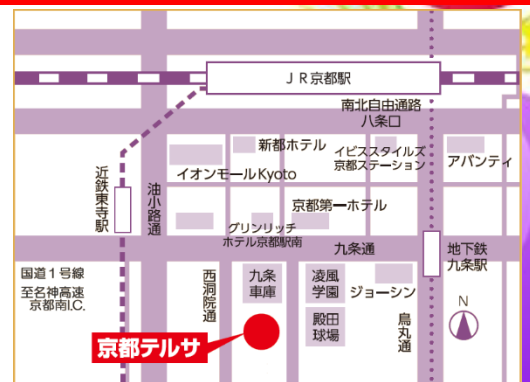 JR京都駅
南北自由通路
八条口
新都ホテル
イビススタイルズ
京都ステーション
アバンティ
イオンモールKyoto
近鉄東寺駅
油小路通
京都第一ホテル
グリンリッチ
ホテル京都駅南
九条通
地下鉄
九条駅
国道1号線
至名神高速
京都南I.C.
西洞院通
九条
車庫
凌風
学園
ジョーシン
殿田
球場
烏丸通
N
京都テルサ